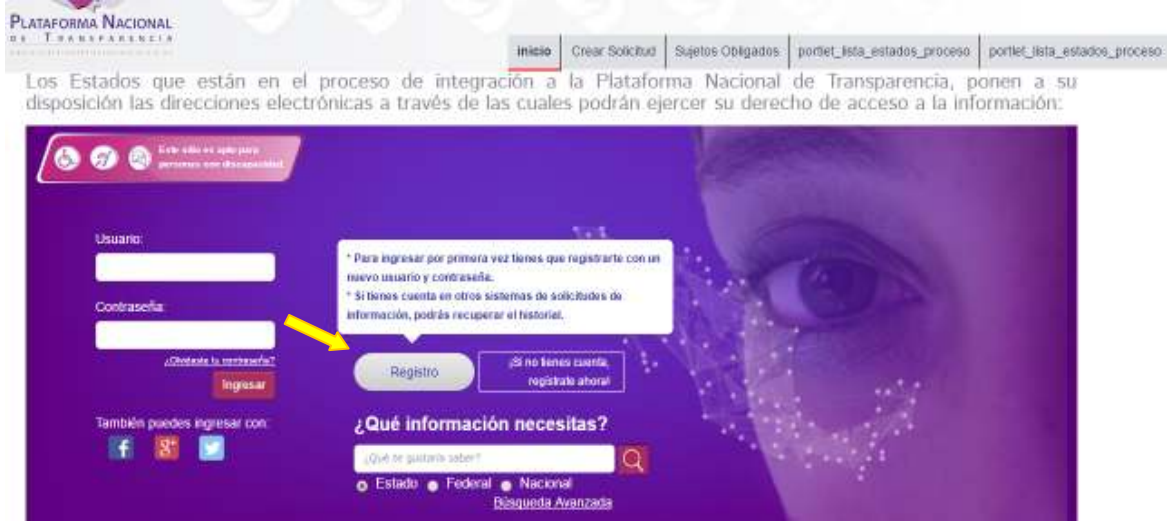 PLATAFORMA NACIONAL
DE TRANSPARENCIA
inicio Crear Solicitud Sujetos Obligados portlet_lista_estados_proceso portlet_lista_estados_proceso
Los Estados que están en el proceso de integración a la Plataforma Nacional de Transparencia, ponen a su
disposición las direcciones electrónicas a través de las cuales podrán ejercer su derecho de acceso a la información:
Este sitio es apto para
personas con discapacidad.
Usuario:
* Para ingresar por primera vez tienes que registrarte con un
nuevo usuario y contraseña.
* Si tienes cuenta en otros sistemas de solicitudes de
información, podrás recuperar el historial.
Contraseña:
¿Olvidaste tu contraseña?
Ingresar
Registro
¡Si no tienes cuenta,
regístrate ahora!
También puedes ingresar con:
f g+
¿Qué información necesitas?
¿Qué te gustaría saber?
Estado Federal Nacional
Búsqueda Avanzada